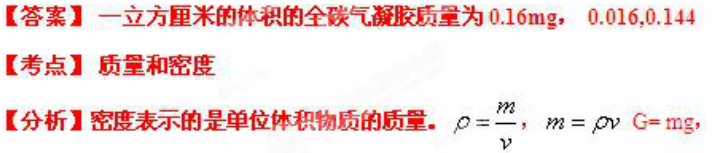 【答案】 一立方厘米的体积的全碳气凝胶质量为 0.16mg， 0.016,0.144
【考点】 质量和密度
【分析】密度表示的是单位体积物质的质量。 ρ = m/v， m = ρv G= mg，